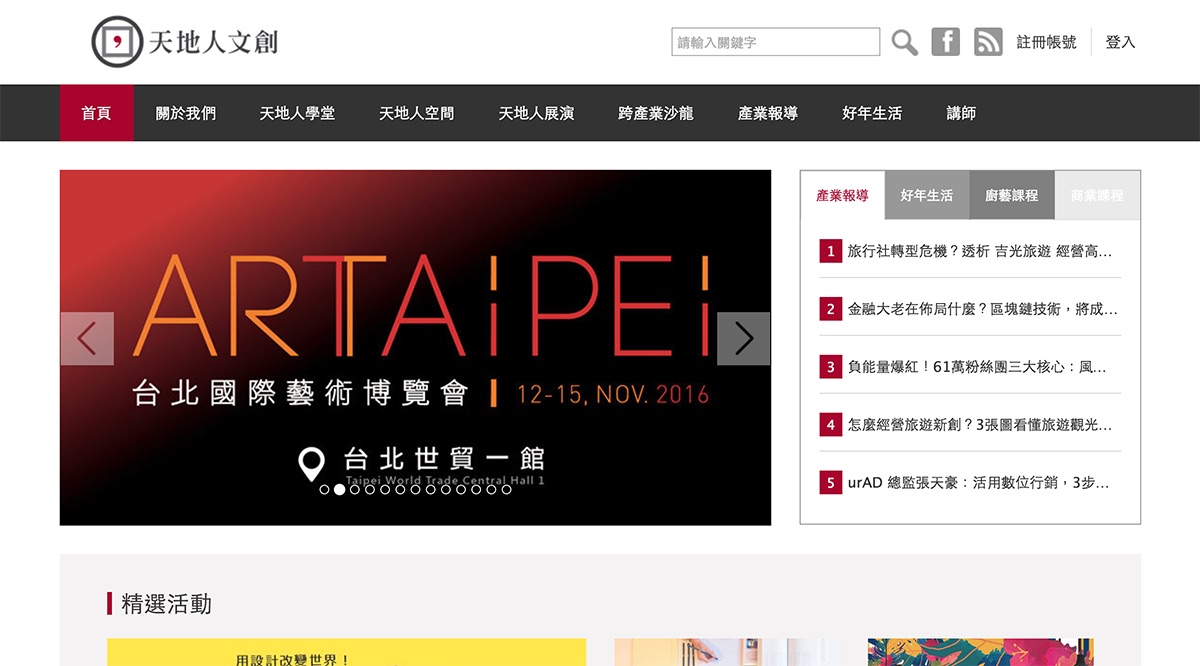 天地人文創
請輸入關鍵字
註冊帳號
登入
首頁
關於我們
天地人學堂
天地人空間
天地人展演
跨產業沙龍
產業報導
好年生活
講師
ARTAIPEI
台北國際藝術博覽會 | 12-15, NOV. 2016
台北世貿一館
Taipei World Trade Central Hall 1
產業報導
好年生活
廚藝課程
商業課程
1 旅行社轉型危機？透析 吉光旅遊 經營高…
2 金融大老在佈局什麼？區塊鏈技術，將成…
3 負能量爆紅！61萬粉絲團三大核心：風…
4 怎麼經營旅遊新創？3張圖看懂旅遊觀光…
5 urAD 總監張天豪：活用數位行銷，3步…
精選活動
用設計改變世界！